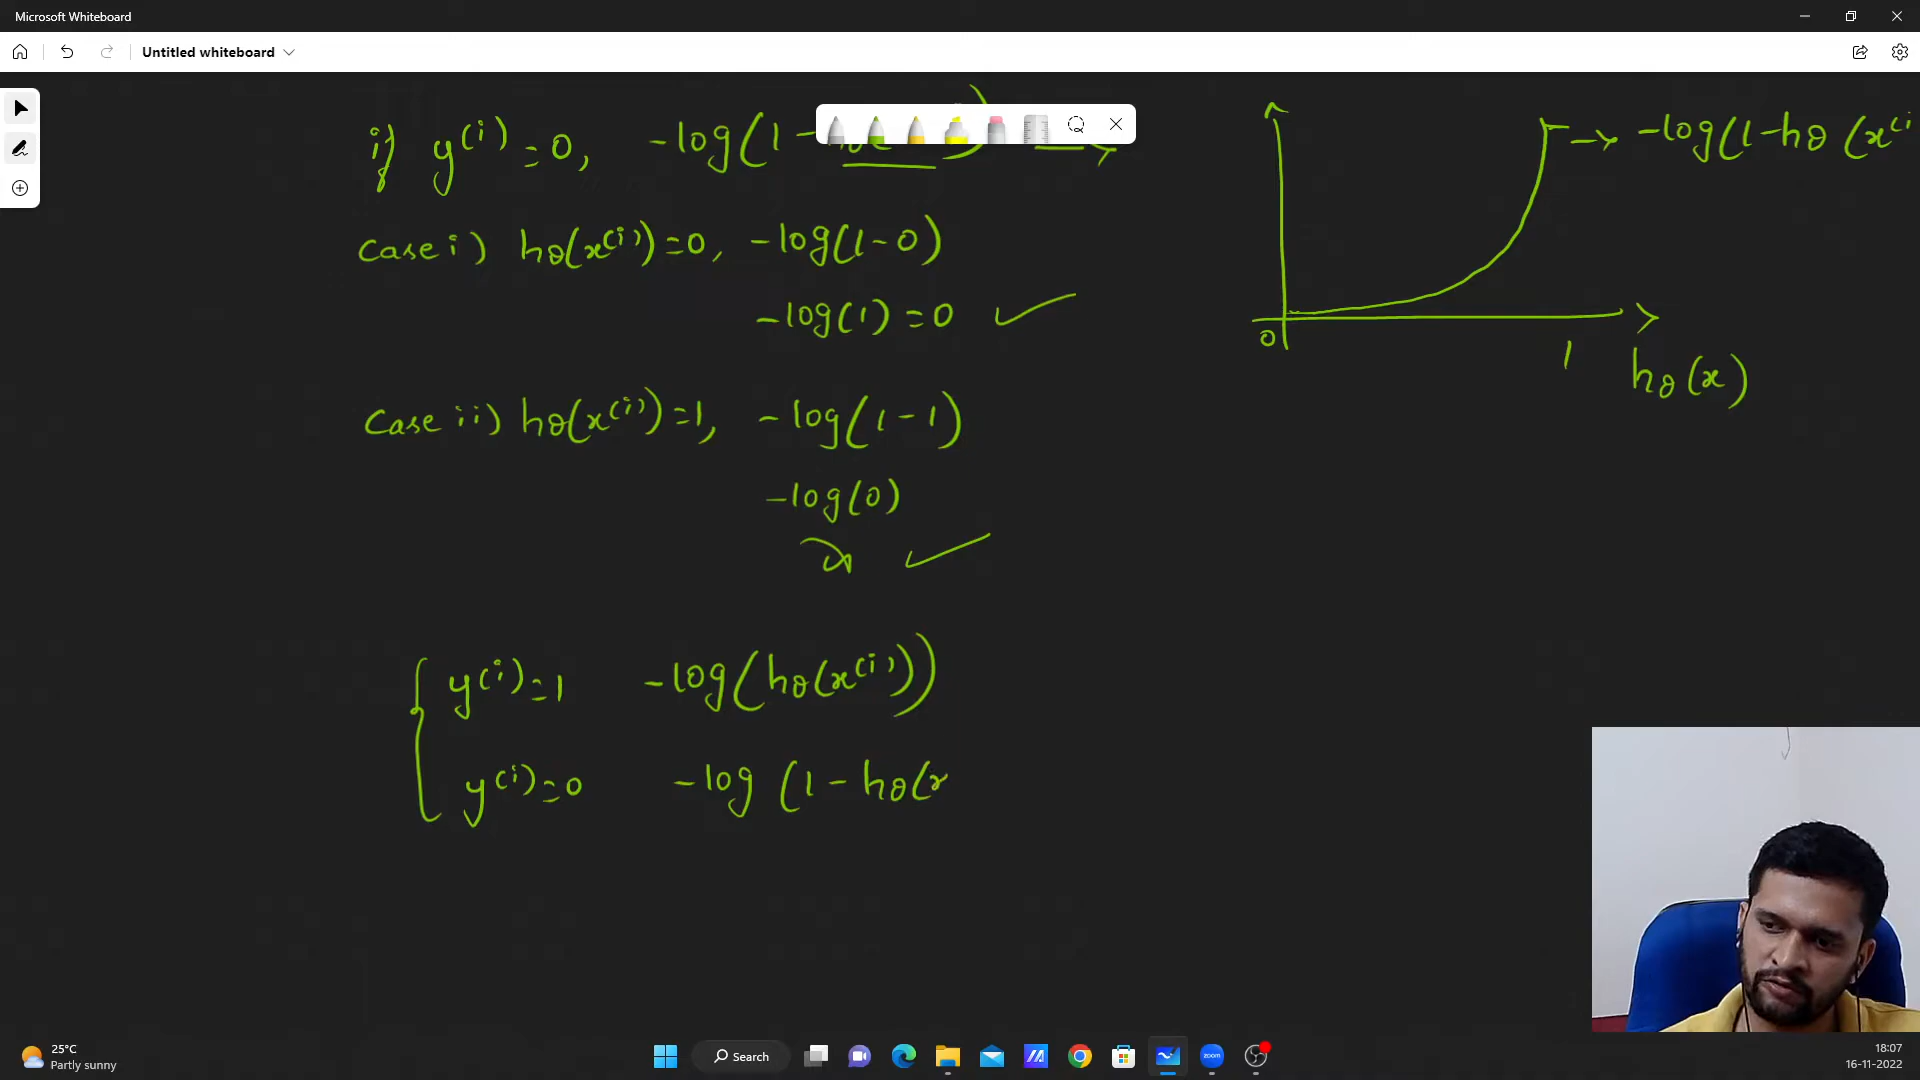 Microsoft Whiteboard
Untitled whiteboard
if y^(i) = 0, -log(1 -
Case i) hθ(x^(i)) = 0, -log(1-0)
-log(1) = 0 ✓
Case ii) hθ(x^(i)) = 1, -log(1-1)
-log(0)
✓
y^(i) = 1 -log(hθ(x^(i)))
y^(i) = 0 -log (1 - hθ(x
-> -log(1-hθ (x^(i
0
1
hθ(x)
25°C
Partly sunny
Search
zoom
18:07
16-11-2022